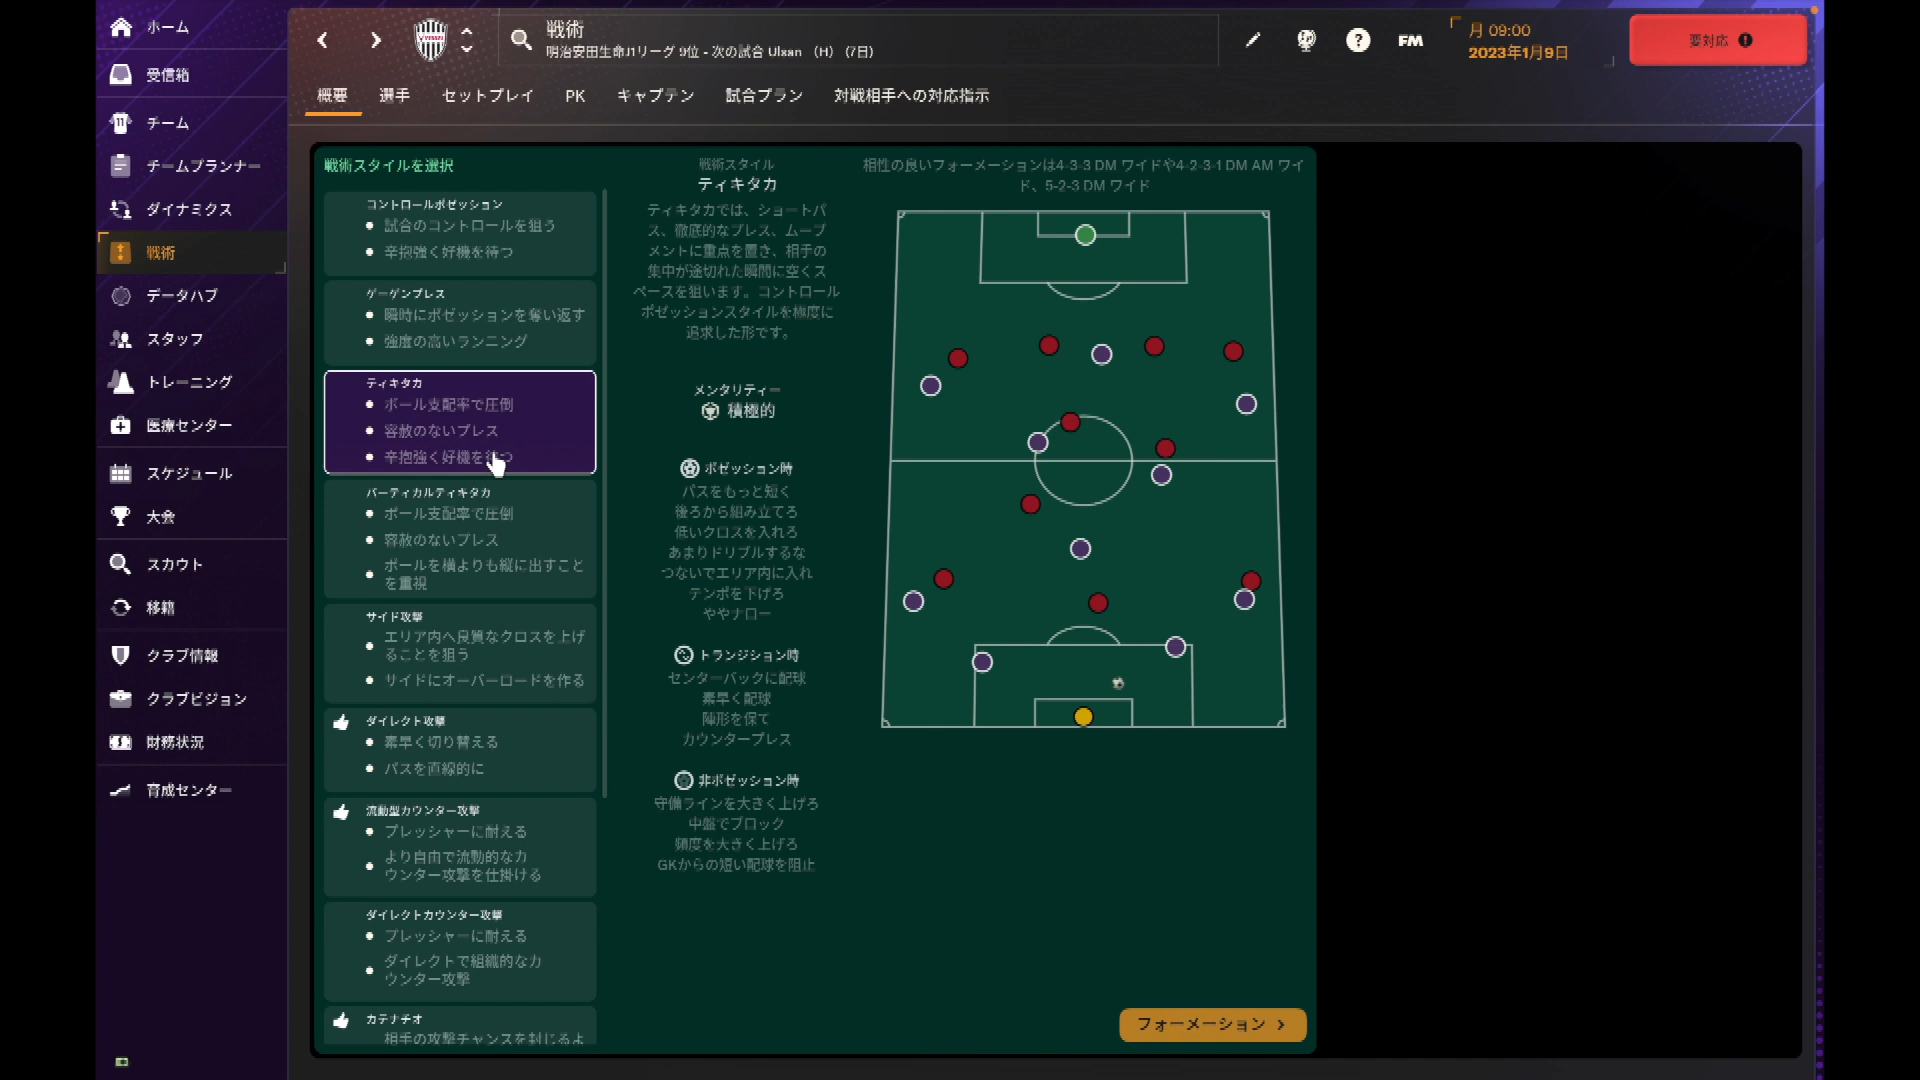 ホーム
受信箱
チーム
チームプランナー
ダイナミクス
戦術
データハブ
スタッフ
トレーニング
医療センター
スケジュール
大会
スカウト
移籍
クラブ情報
クラブビジョン
財務状況
育成センター
戦術
明治安田生命J1リーグ 9位 - 次の試合 Ulsan （H）（7日）
FM
月 09:00
2023年1月9日
要対応
概要 選手 セットプレイ PK キャプテン 試合プラン 対戦相手への対応指示
戦術スタイルを選択
コントロールポゼッション
試合のコントロールを狙う
辛抱強く好機を待つ
ゲーゲンプレス
瞬時にポゼッションを奪い返す
強度の高いランニング
ティキタカ
ボール支配率で圧倒
容赦のないプレス
辛抱強く好機を待つ
バーティカルティキタカ
ボール支配率で圧倒
容赦のないプレス
ボールを横よりも縦に出すこと
を重視
サイド攻撃
エリア内へ良質なクロスを上げ
ることを狙う
サイドにオーバーロードを作る
ダイレクト攻撃
素早く切り替える
パスを直線的に
流動型カウンター攻撃
プレッシャーに耐える
より自由で流動的なカ
ウンター攻撃を仕掛ける
ダイレクトカウンター攻撃
プレッシャーに耐える
ダイレクトで組織的なカ
ウンター攻撃
カテナチオ
相手の攻撃チャンスを封じるよ
戦術スタイル
ティキタカ
ティキタカでは、ショートパ
ス、徹底的なプレス、ムーブ
メントに重点を置き、相手の
集中が途切れた瞬間に空くス
ペースを狙います。コントロール
ポゼッションスタイルを極度に
追求した形です。
メンタリティー
積極的
ポゼッション時
パスをもっと短く
後ろから組み立てろ
低いクロスを入れろ
あまりドリブルするな
つないでエリア内に入れ
テンポを下げろ
ややナロー
トランジション時
センターバックに配球
素早く配球
陣形を保て
カウンタープレス
非ポゼッション時
守備ラインを大きく上げろ
中盤でブロック
頻度を大きく上げろ
GKからの短い配球を阻止
相性の良いフォーメーションは4-3-3 DM ワイドや4-2-3-1 DM AM ワイ
ド、5-2-3 DM ワイド
フォーメーション